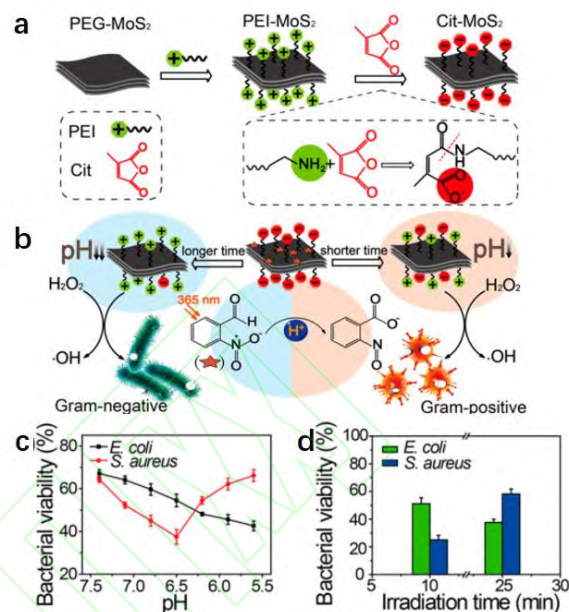 a
PEG-MoS₂
PEI-MoS₂
Cit-MoS₂
PEI
Cit
O
O
O
NH₂+
O
O
O
O
N
H
O
O⁻
b
pH
longer time
shorter time
pH
H₂O₂
·OH
365 nm
O
H
N
O⁻
O
H⁺
O
O⁻
N
O
H₂O₂
·OH
Gram-negative
Gram-positive
c
Bacterial viability (%)
80
60
40
20
E. coli
S. aureus
7.5
7.0
6.5
6.0
5.5
pH
d
Bacterial viability (%)
100
80
60
40
20
0
E. coli
S. aureus
5
10
25
30
Irradiation time (min)